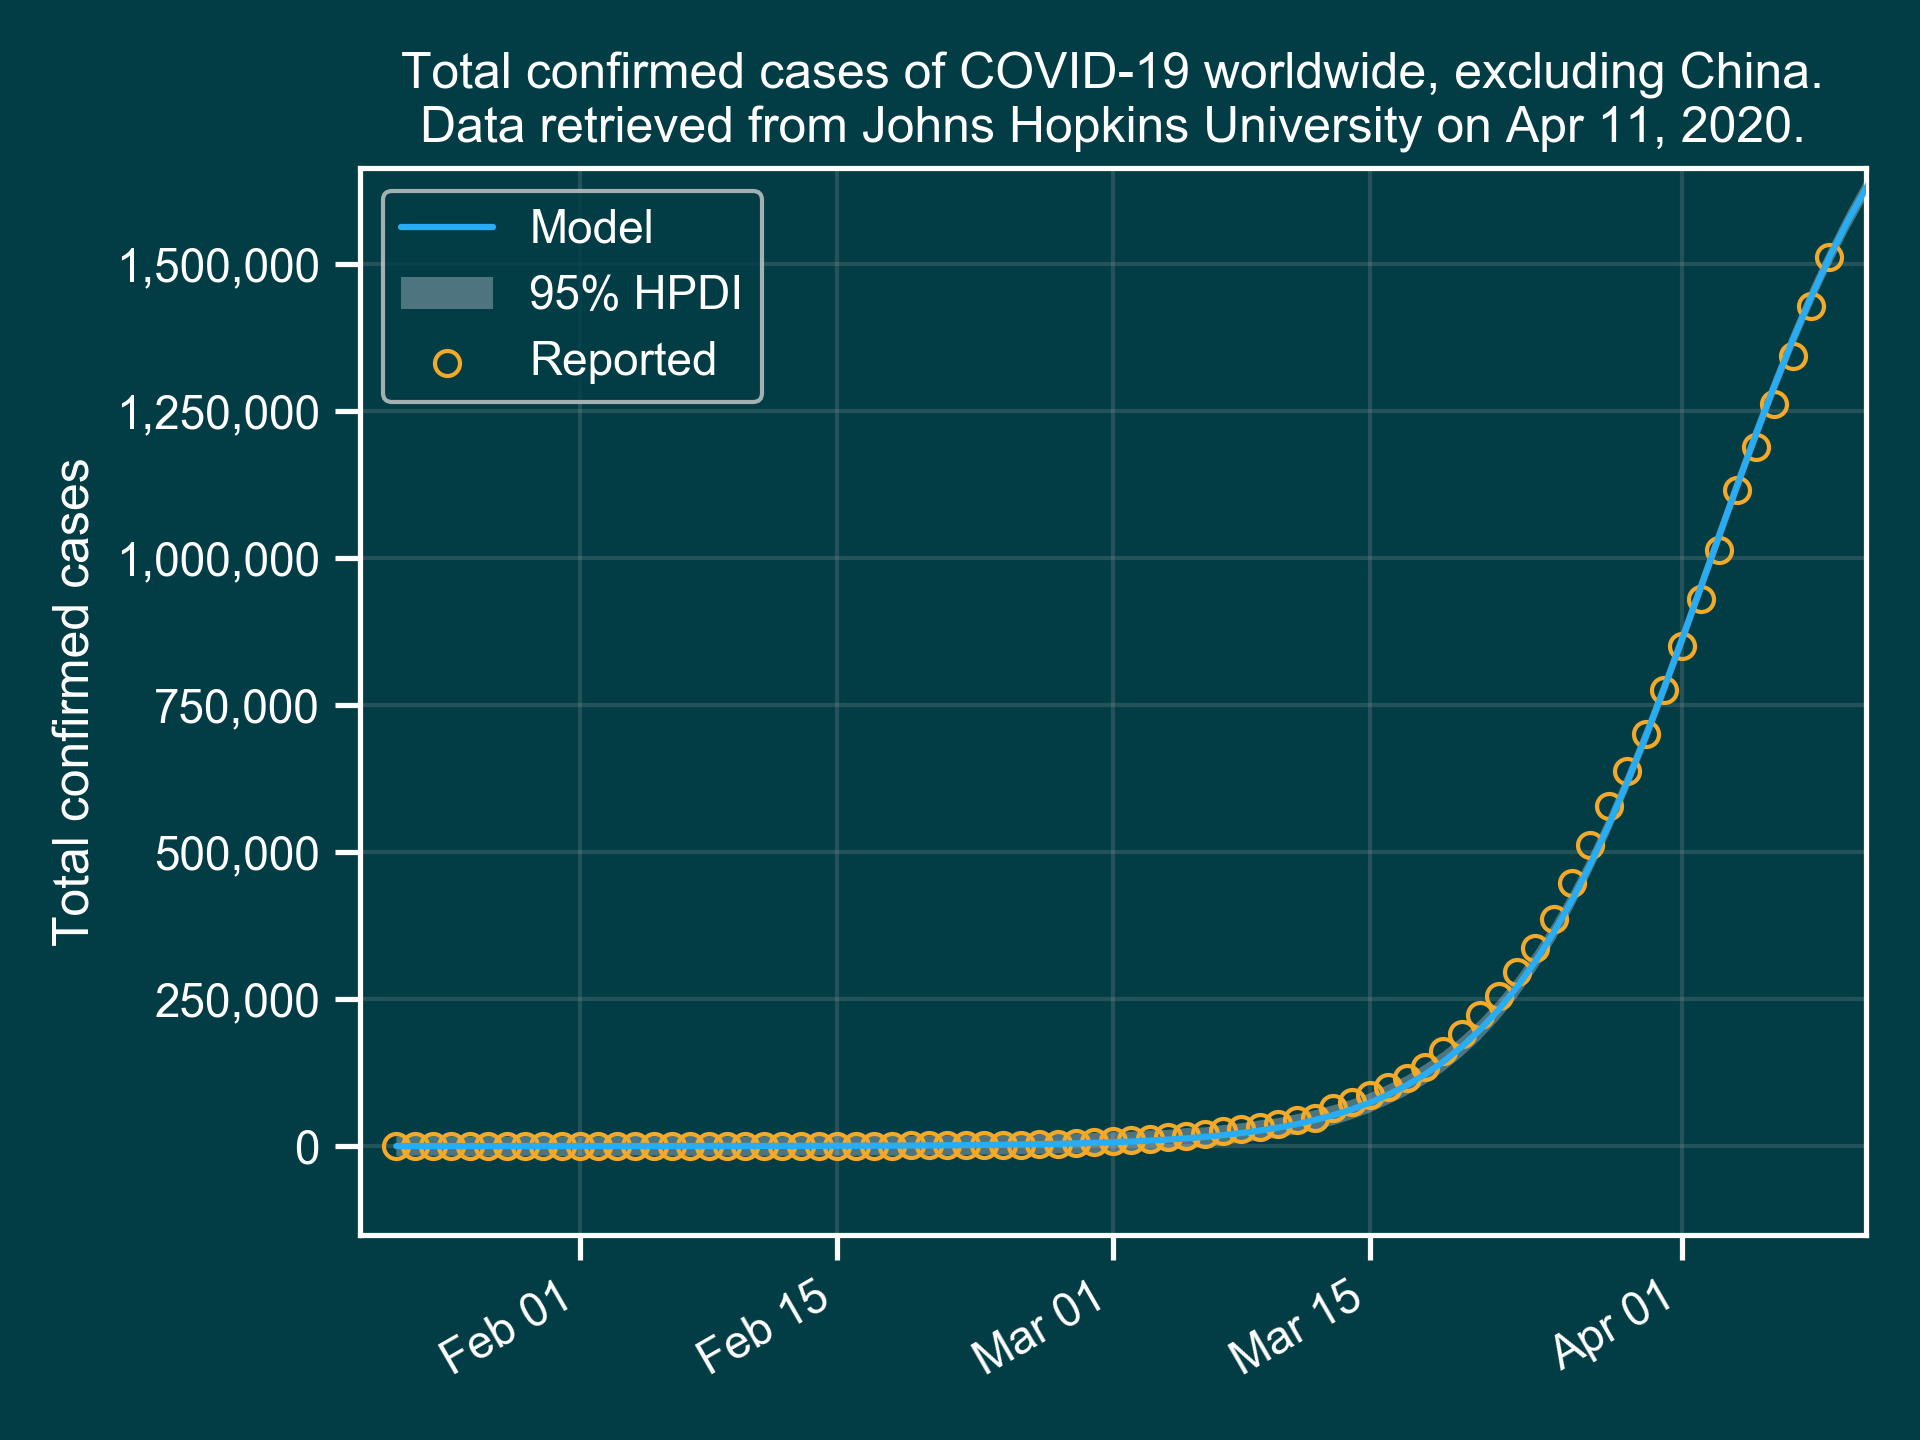 Total confirmed cases of COVID-19 worldwide, excluding China.
Data retrieved from Johns Hopkins University on Apr 11, 2020.
Model
95% HPDI
Reported
Total confirmed cases
1,500,000
1,250,000
1,000,000
750,000
500,000
250,000
0
Feb 01
Feb 15
Mar 01
Mar 15
Apr 01